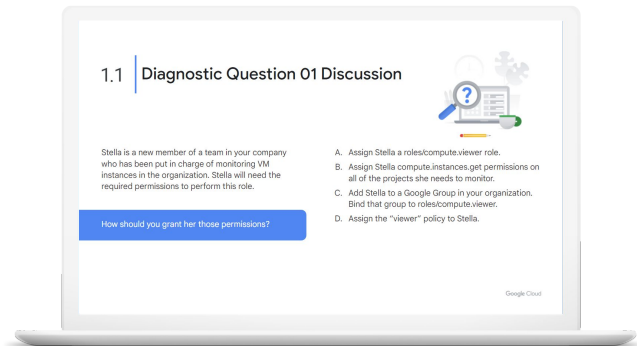 1.1 Diagnostic Question 01 Discussion
?
Stella is a new member of a team in your company
who has been put in charge of monitoring VM
instances in the organization. Stella will need the
required permissions to perform this role.
How should you grant her those permissions?
A. Assign Stella a roles/compute.viewer role.
B. Assign Stella compute.instances.get permissions on
all of the projects she needs to monitor.
C. Add Stella to a Google Group in your organization.
Bind that group to roles/compute.viewer.
D. Assign the “viewer” policy to Stella.
Google Cloud